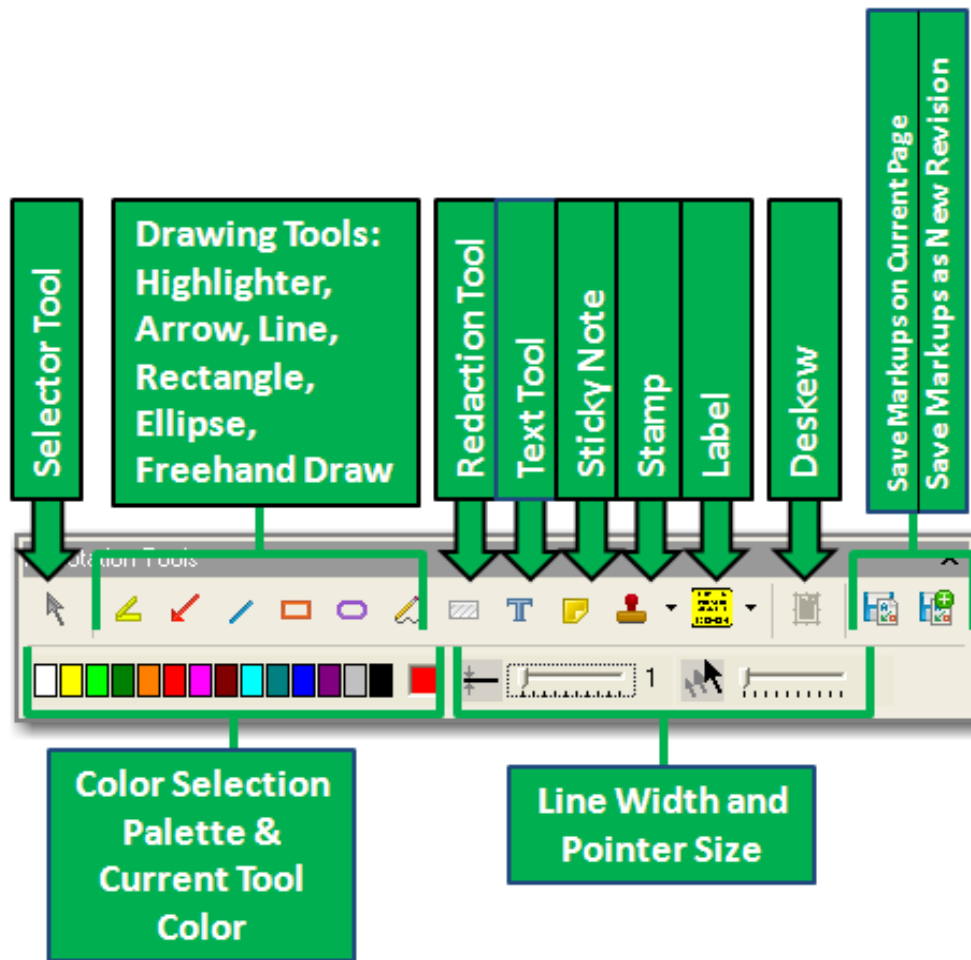 Save Markups on Current Page
Save Markups as New Revision
Selector Tool
Drawing Tools:
Highlighter,
Arrow, Line,
Rectangle,
Ellipse,
Freehand Draw
Redaction Tool
Text Tool
Sticky Note
Stamp
Label
Deskew
Tools
T
1
Color Selection
Palette &
Current Tool
Color
Line Width and
Pointer Size